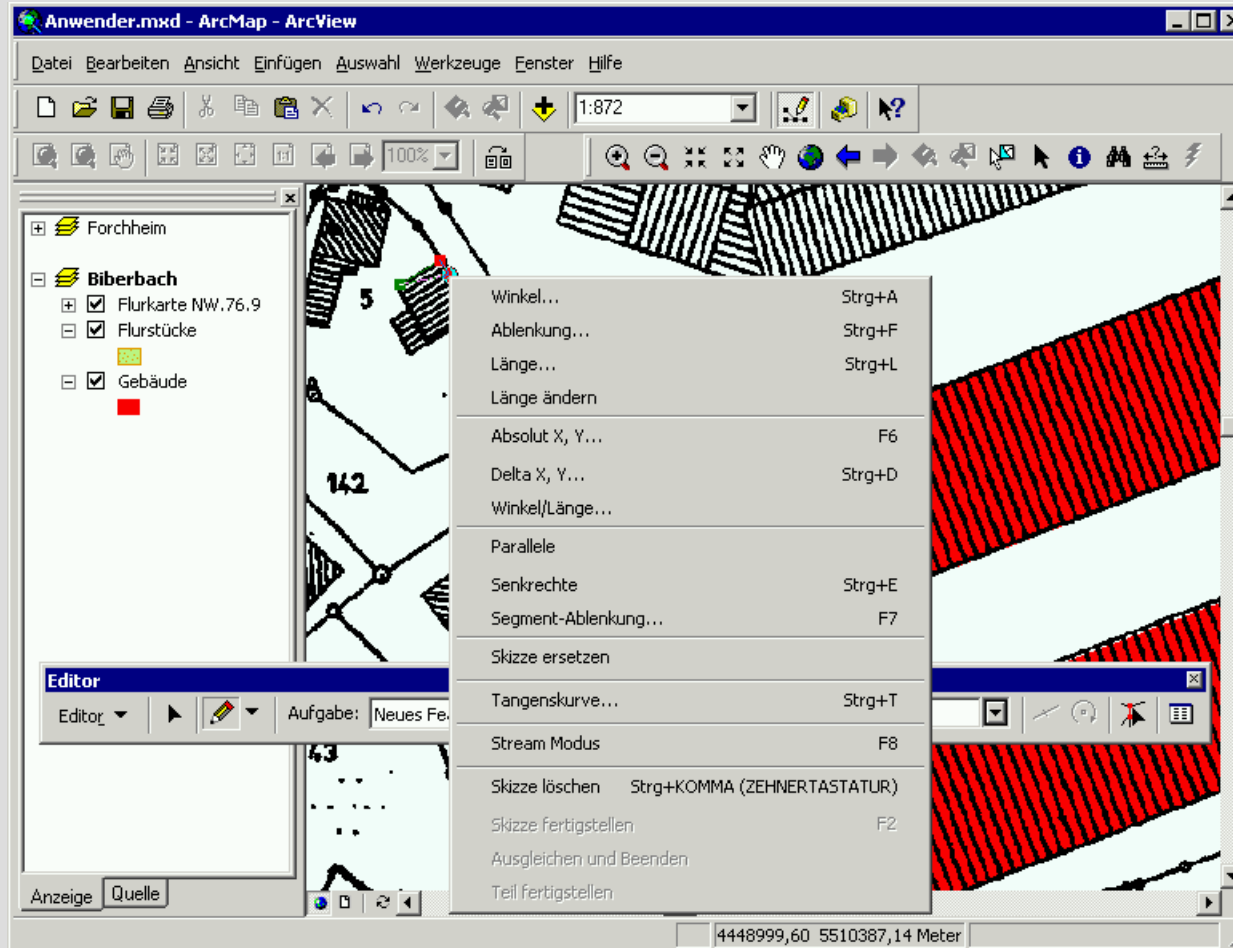 Anwender.mxd - ArcMap - ArcView
Datei Bearbeiten Ansicht Einfügen Auswahl Werkzeuge Fenster Hilfe
1:872
1:1 100%
Forchheim
Biberbach
Flurkarte NW.76.9
Flurstücke
Gebäude
5
142
43
Winkel... Strg+A
Ablenkung... Strg+F
Länge... Strg+L
Länge ändern
Absolut X, Y... F6
Delta X, Y... Strg+D
Winkel/Länge...
Parallele
Senkrechte Strg+E
Segment-Ablenkung... F7
Skizze ersetzen
Tangenskurve... Strg+T
Stream Modus F8
Skizze löschen Strg+KOMMA (ZEHNERTASTATUR)
Skizze fertigstellen F2
Ausgleichen und Beenden
Teil fertigstellen
Editor
Editor Aufgabe: Neues Fe
Anzeige Quelle
4448999,60 5510387,14 Meter